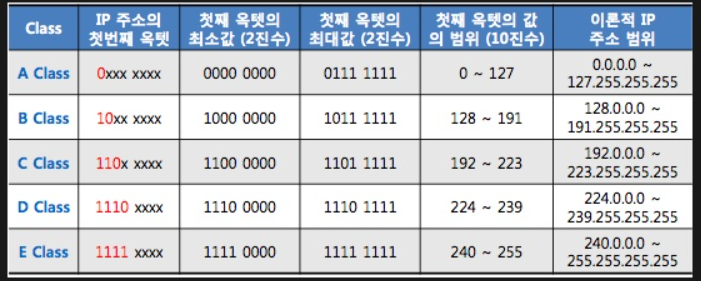 Class | IP 주소의 첫번째 옥텟 | 첫째 옥텟의 최소값 (2진수) | 첫째 옥텟의 최대값 (2진수) | 첫째 옥텟의 값의 범위 (10진수) | 이론적 IP 주소 범위
A Class | 0xxx xxxx | 0000 0000 | 0111 1111 | 0 ~ 127 | 0.0.0.0 ~ 127.255.255.255
B Class | 10xx xxxx | 1000 0000 | 1011 1111 | 128 ~ 191 | 128.0.0.0 ~ 191.255.255.255
C Class | 110x xxxx | 1100 0000 | 1101 1111 | 192 ~ 223 | 192.0.0.0 ~ 223.255.255.255
D Class | 1110 xxxx | 1110 0000 | 1110 1111 | 224 ~ 239 | 224.0.0.0 ~ 239.255.255.255
E Class | 1111 xxxx | 1111 0000 | 1111 1111 | 240 ~ 255 | 240.0.0.0 ~ 255.255.255.255